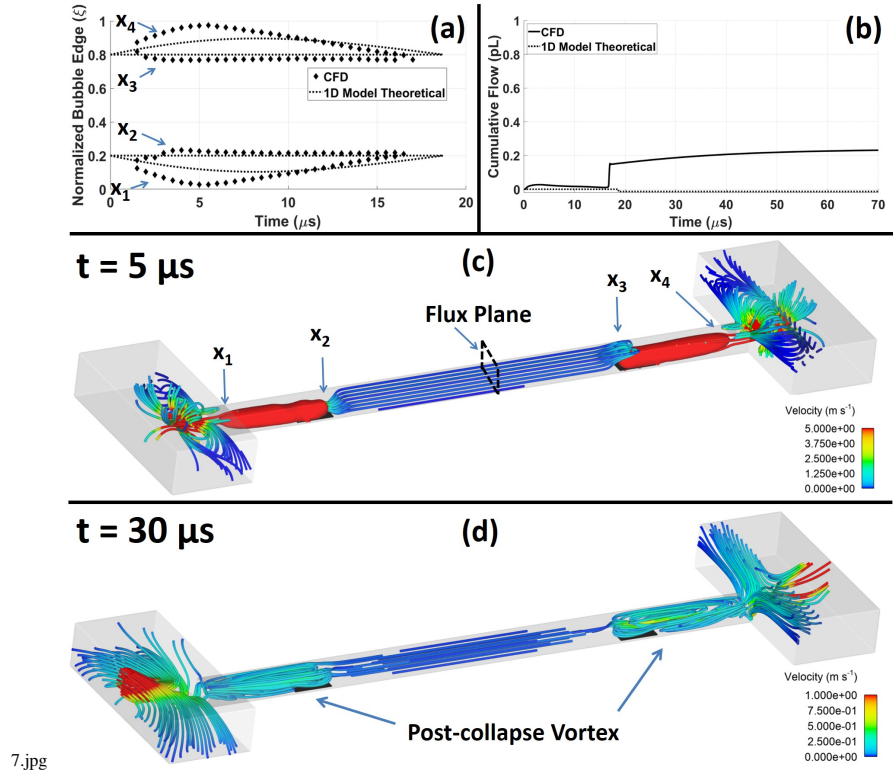 (a)
Normalized Bubble Edge (ξ)
1
0.8
0.6
0.4
0.2
0
x4
x3
x2
x1
CFD
1D Model Theoretical
0 5 10 15 20
Time (μs)
(b)
Cumulative Flow (pL)
1
0.8
0.6
0.4
0.2
0
CFD
1D Model Theoretical
0 10 20 30 40 50 60 70
Time (μs)
t = 5 μs
(c)
x1
x2
Flux Plane
x3
x4
Velocity (m s⁻¹)
5.000e+00
3.750e+00
2.500e+00
1.250e+00
0.000e+00
t = 30 μs
(d)
Post-collapse Vortex
Velocity (m s⁻¹)
1.000e+00
7.500e-01
5.000e-01
2.500e-01
0.000e+00
7.jpg